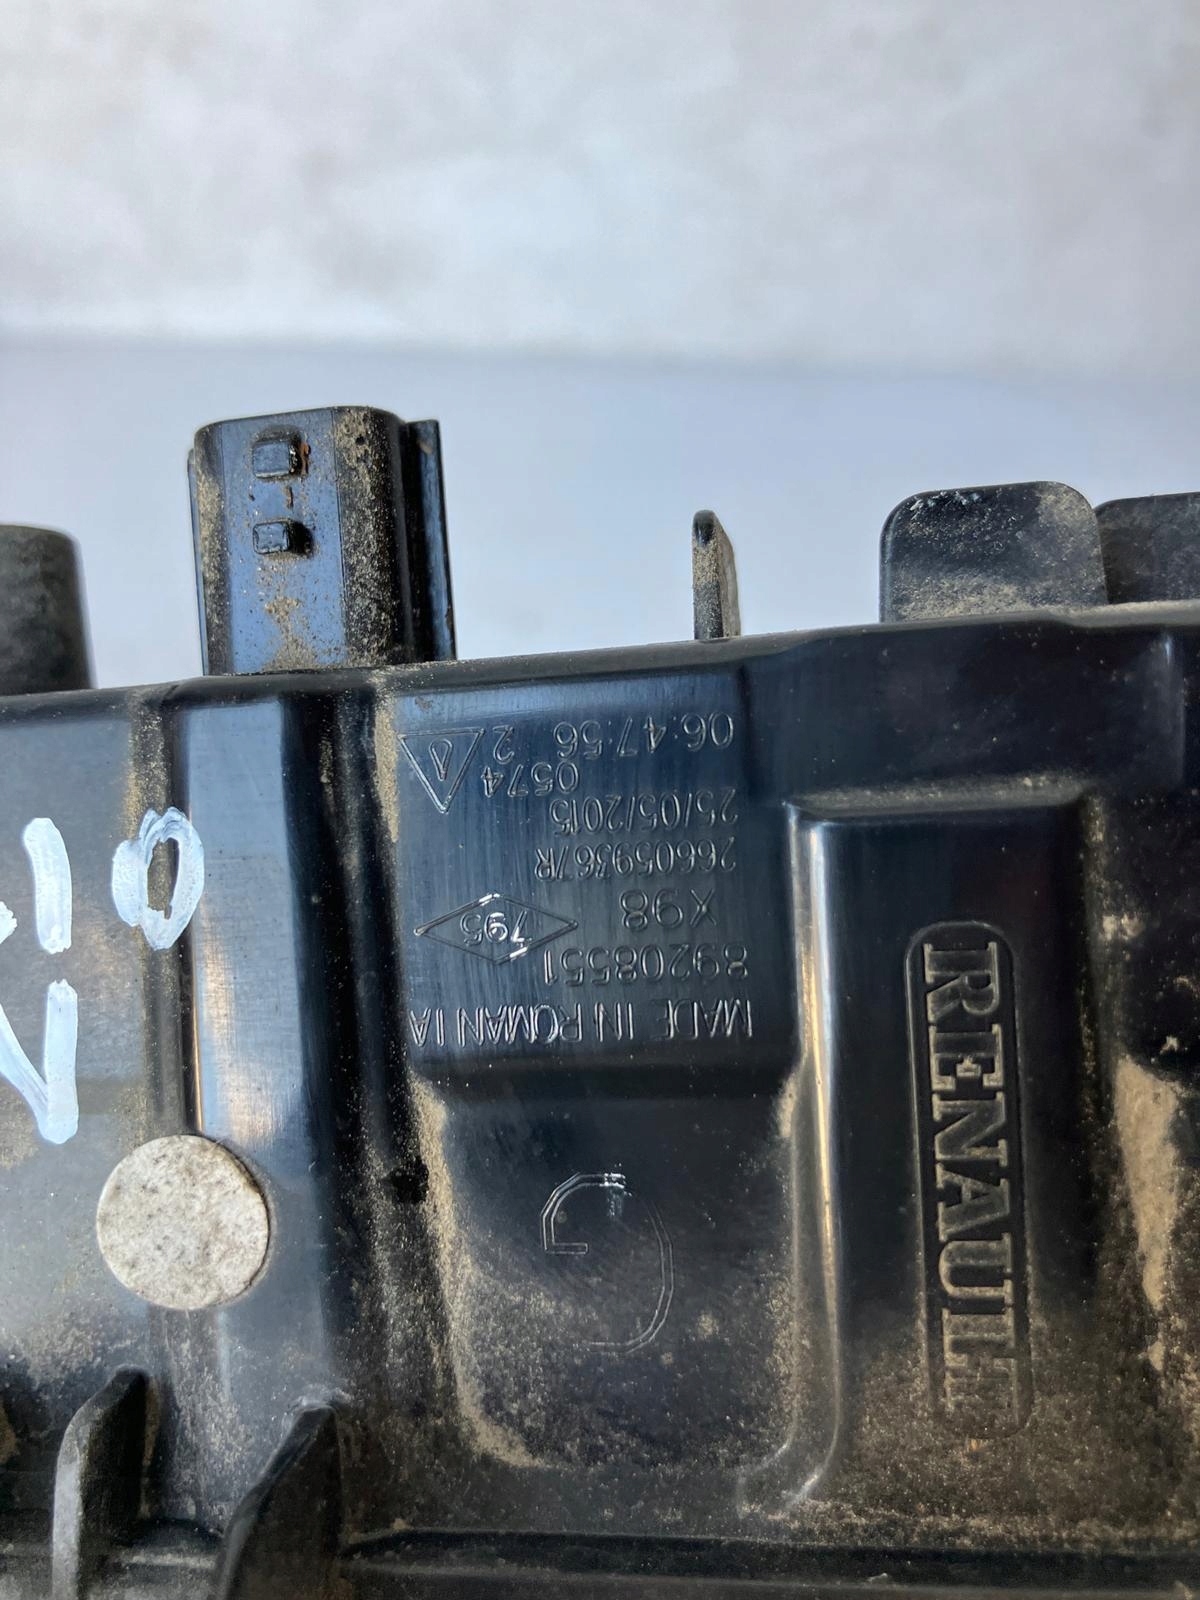 MADE IN ROMANIA
89208551
X98
795
266059367R
25/05/2015
0574
06:47:56 2
RENAULT
G